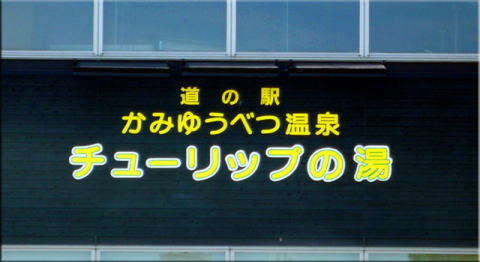 道の駅
かみゆうべつ温泉
チューリップの湯